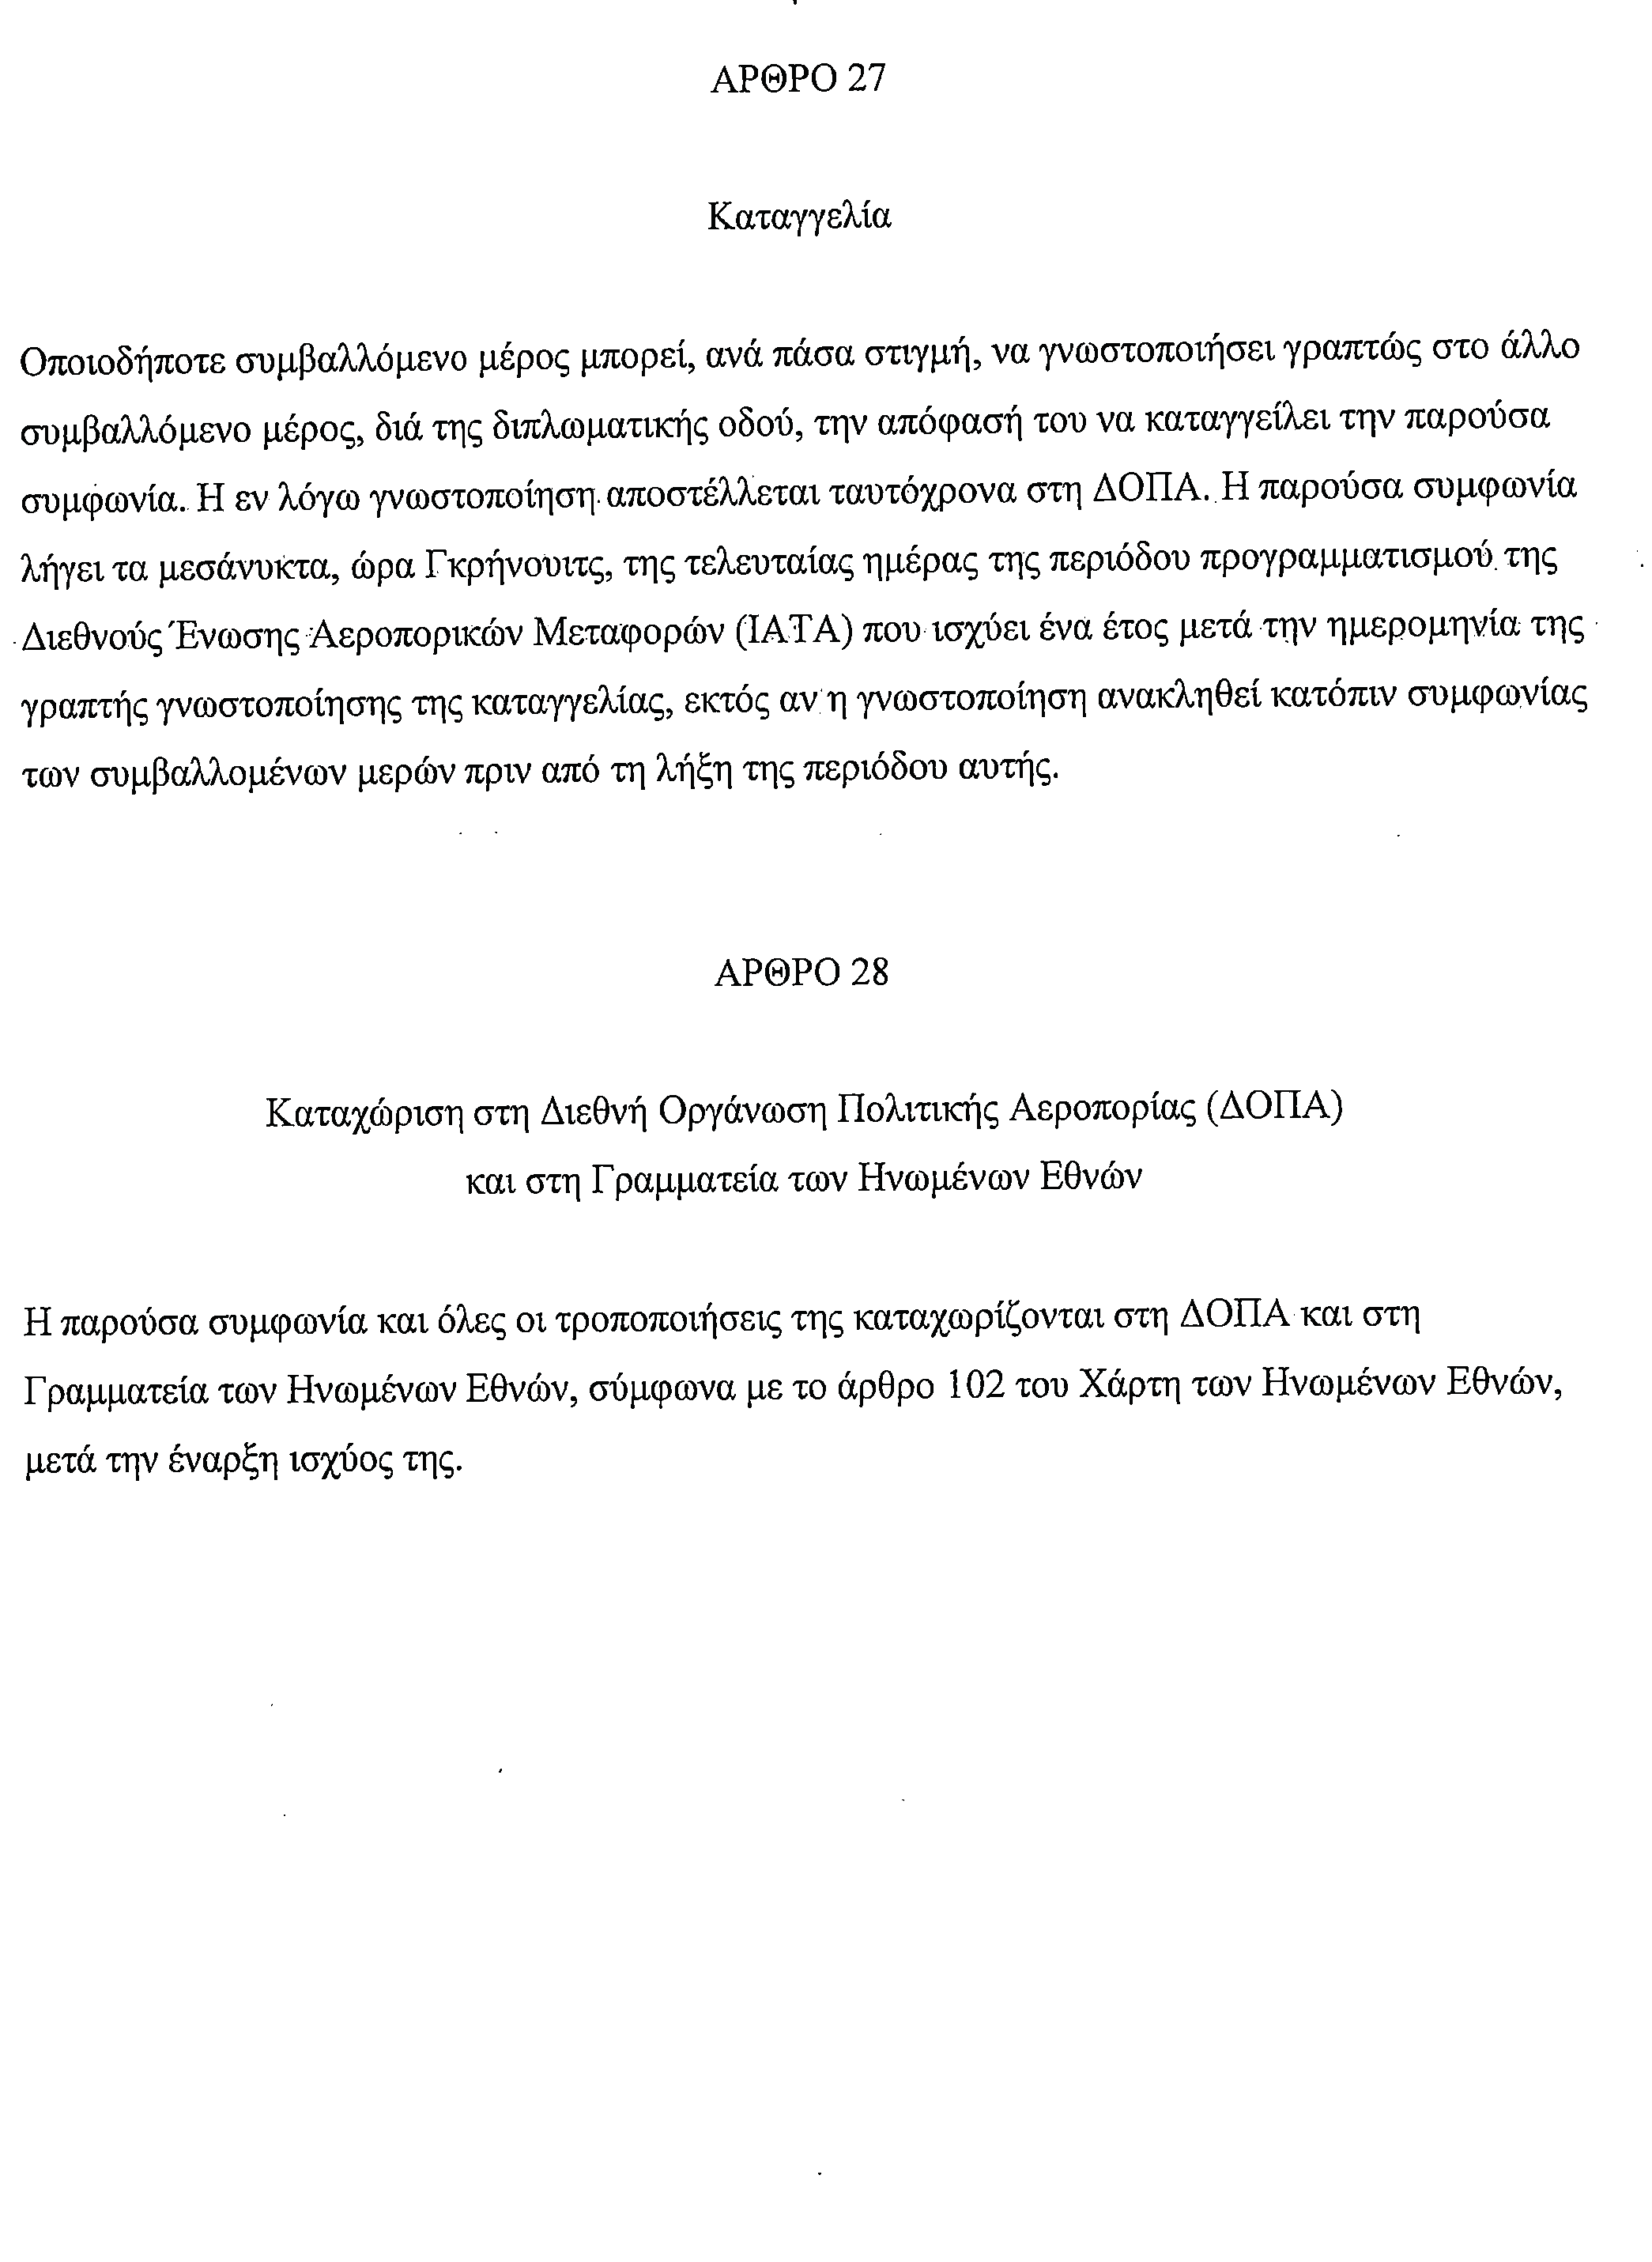 ΑΡΘΡΟ 27
Καταγγελία
Οποιοδήποτε συμβαλλόμενο μέρος μπορεί, ανά πάσα στιγμή, να γνωστοποιήσει γραπτώς στο άλλο
συμβαλλόμενο μέρος, διά της διπλωματικής οδού, την απόφασή του να καταγγείλει την παρούσα
συμφωνία. Η εν λόγω γνωστοποίηση αποστέλλεται ταυτόχρονα στη ΔΟΠΑ. Η παρούσα συμφωνία
λήγει τα μεσάνυκτα, ώρα Γκρήνουιτς, της τελευταίας ημέρας της περιόδου προγραμματισμού της
Διεθνούς Ένωσης Αεροπορικών Μεταφορών (ΙΑΤΑ) που ισχύει ένα έτος μετά την ημερομηνία της
γραπτής γνωστοποίησης της καταγγελίας, εκτός αν η γνωστοποίηση ανακληθεί κατόπιν συμφωνίας
των συμβαλλομένων μερών πριν από τη λήξη της περιόδου αυτής.
ΑΡΘΡΟ 28
Καταχώριση στη Διεθνή Οργάνωση Πολιτικής Αεροπορίας (ΔΟΠΑ)
και στη Γραμματεία των Ηνωμένων Εθνών
Η παρούσα συμφωνία και όλες οι τροποποιήσεις της καταχωρίζονται στη ΔΟΠΑ και στη
Γραμματεία των Ηνωμένων Εθνών, σύμφωνα με το άρθρο 102 του Χάρτη των Ηνωμένων Εθνών,
μετά την έναρξη ισχύος της.